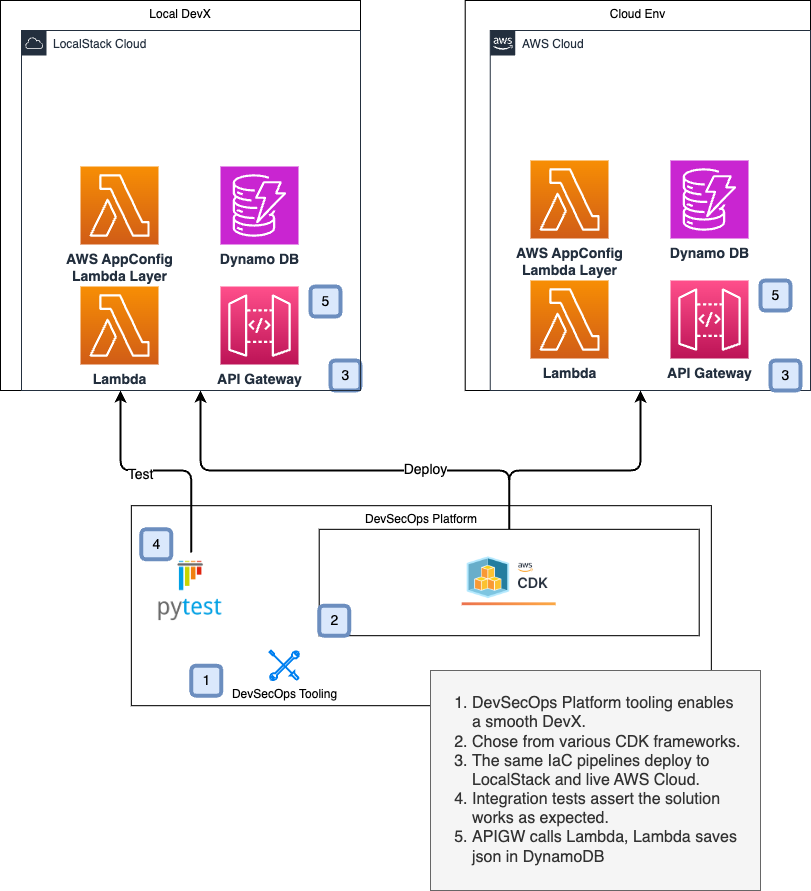 Local DevX
Cloud Env
LocalStack Cloud
aws
AWS Cloud
AWS AppConfig
Lambda Layer
Dynamo DB
AWS AppConfig
Lambda Layer
Dynamo DB
5
5
Lambda
API Gateway
3
Lambda
API Gateway
3
Test
Deploy
DevSecOps Platform
4
pytest
aws
CDK
2
1
DevSecOps Tooling
1. DevSecOps Platform tooling enables
a smooth DevX.
2. Chose from various CDK frameworks.
3. The same IaC pipelines deploy to
LocalStack and live AWS Cloud.
4. Integration tests assert the solution
works as expected.
5. APIGW calls Lambda, Lambda saves
json in DynamoDB